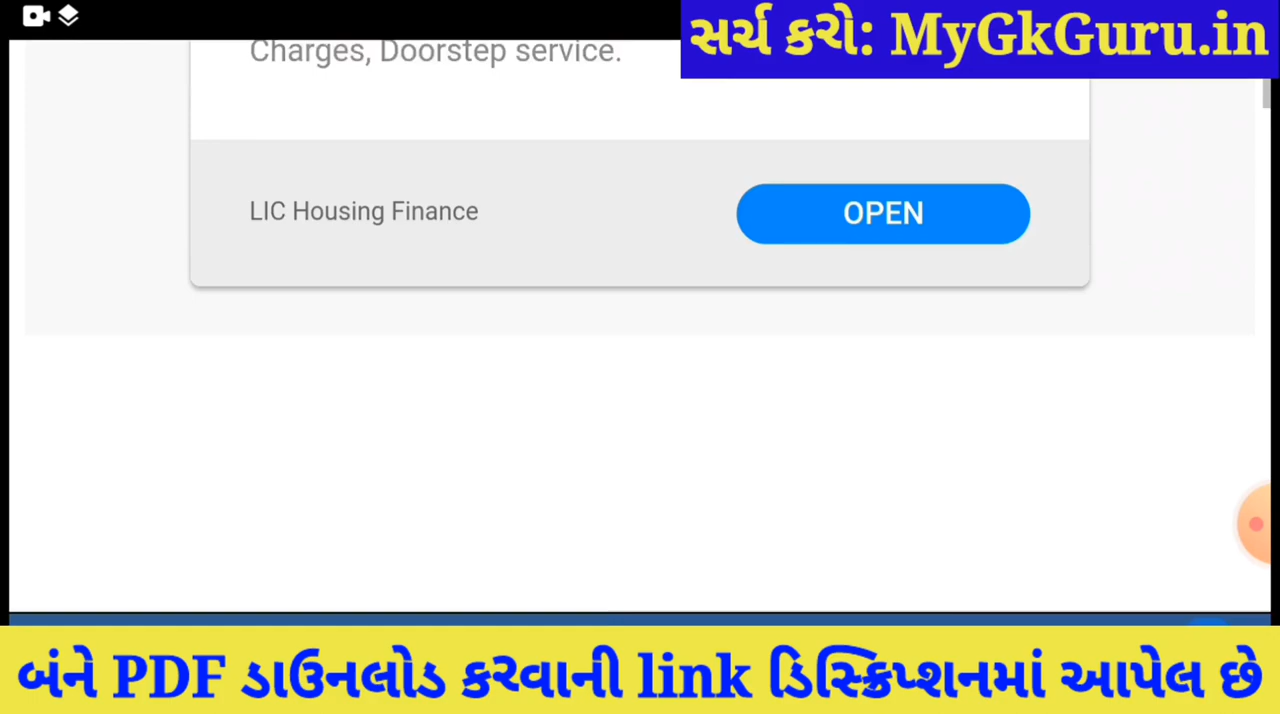 સર્ચ કરો: MyGkGuru.in
Charges, Doorstep service.
LIC Housing Finance
OPEN
બંને PDF ડાઉનલોડ કરવાની link ડિસ્ક્રિપ્શનમાં આપેલ છે